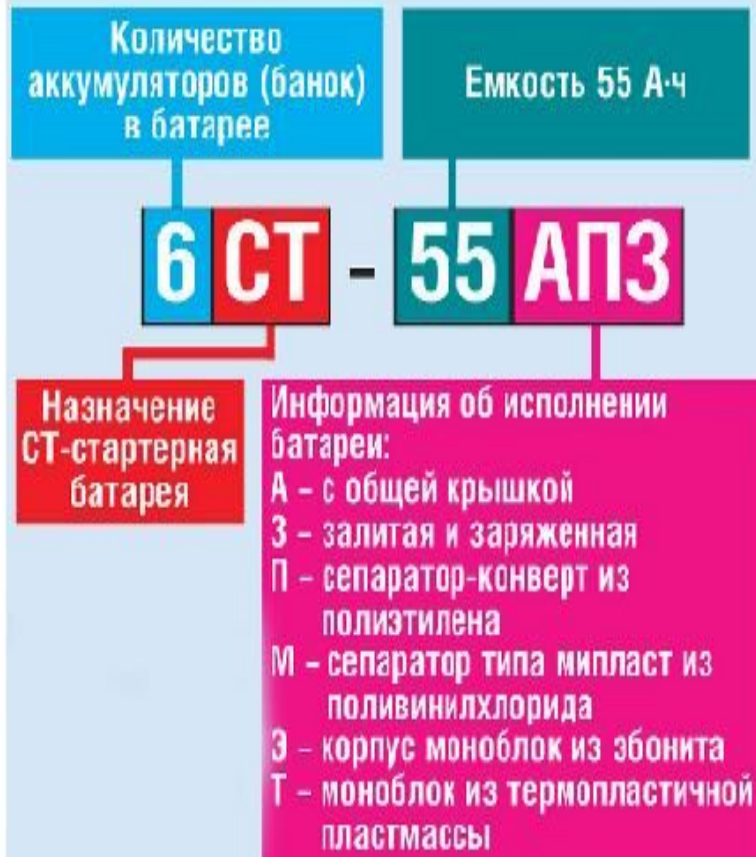 Количество
аккумуляторов (банок)
в батарее
Емкость 55 А·ч
6 СТ - 55 АПЗ
Назначение
СТ-стартерная
батарея
Информация об исполнении
батареи:
А – с общей крышкой
З – залитая и заряженная
П – сепаратор-конверт из
полиэтилена
М – сепаратор типа мипласт из
поливинилхлорида
Э – корпус моноблок из эбонита
Т – моноблок из термопластичной
пластмассы